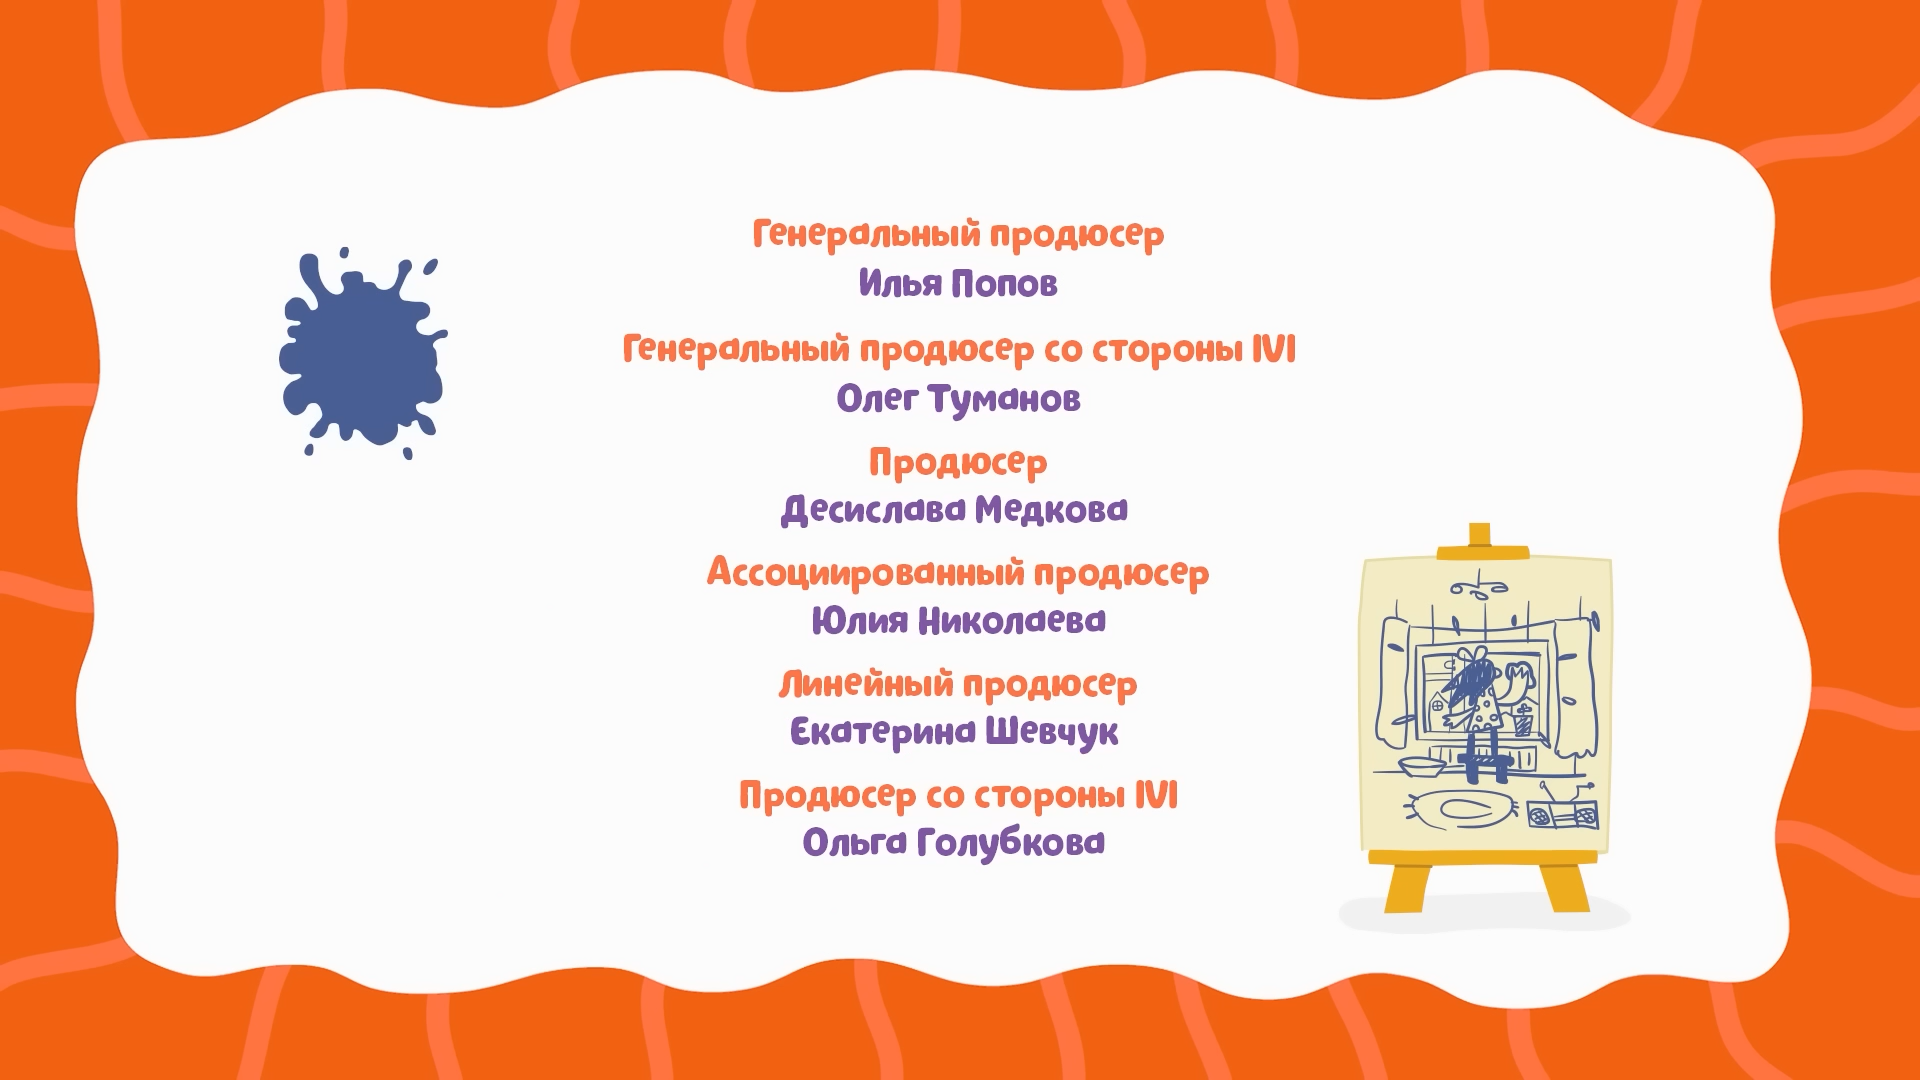 Генеральный продюсер
Илья Попов
Генеральный продюсер со стороны IVI
Олег Туманов
Продюсер
Десислава Медкова
Ассоциированный продюсер
Юлия Николаева
Линейный продюсер
Екатерина Шевчук
Продюсер со стороны IVI
Ольга Голубкова